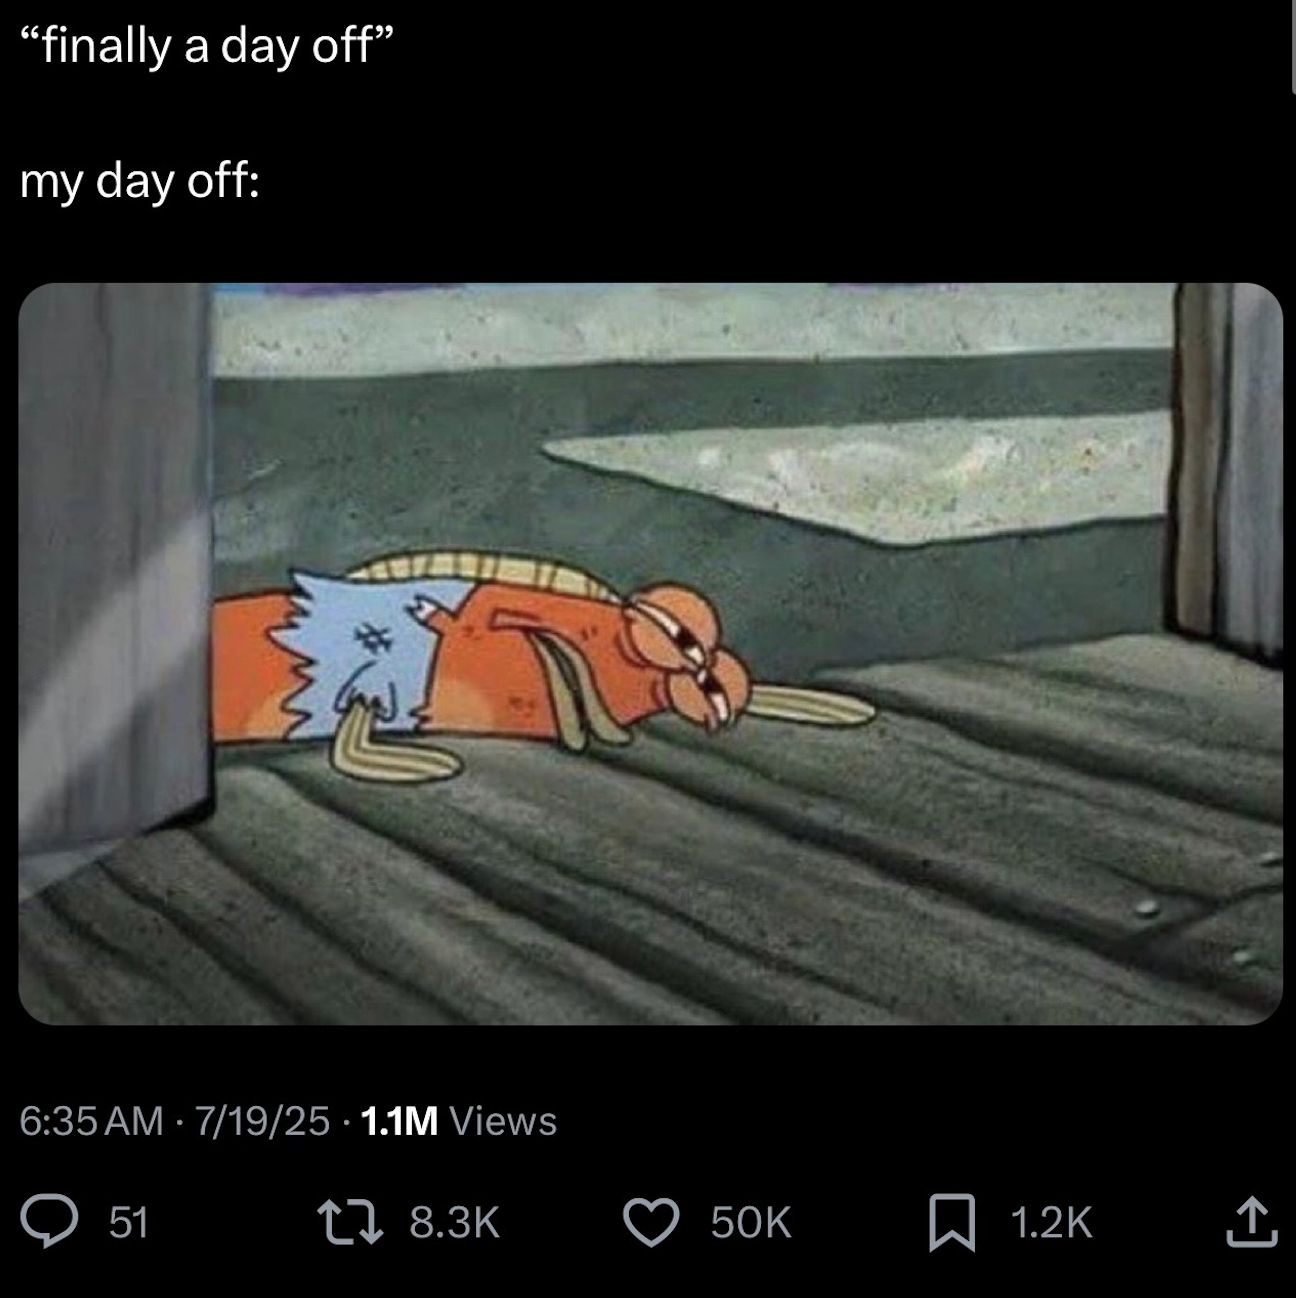 “finally a day off”
my day off:
6:35 AM · 7/19/25 · 1.1M Views
51 8.3K 50K 1.2K